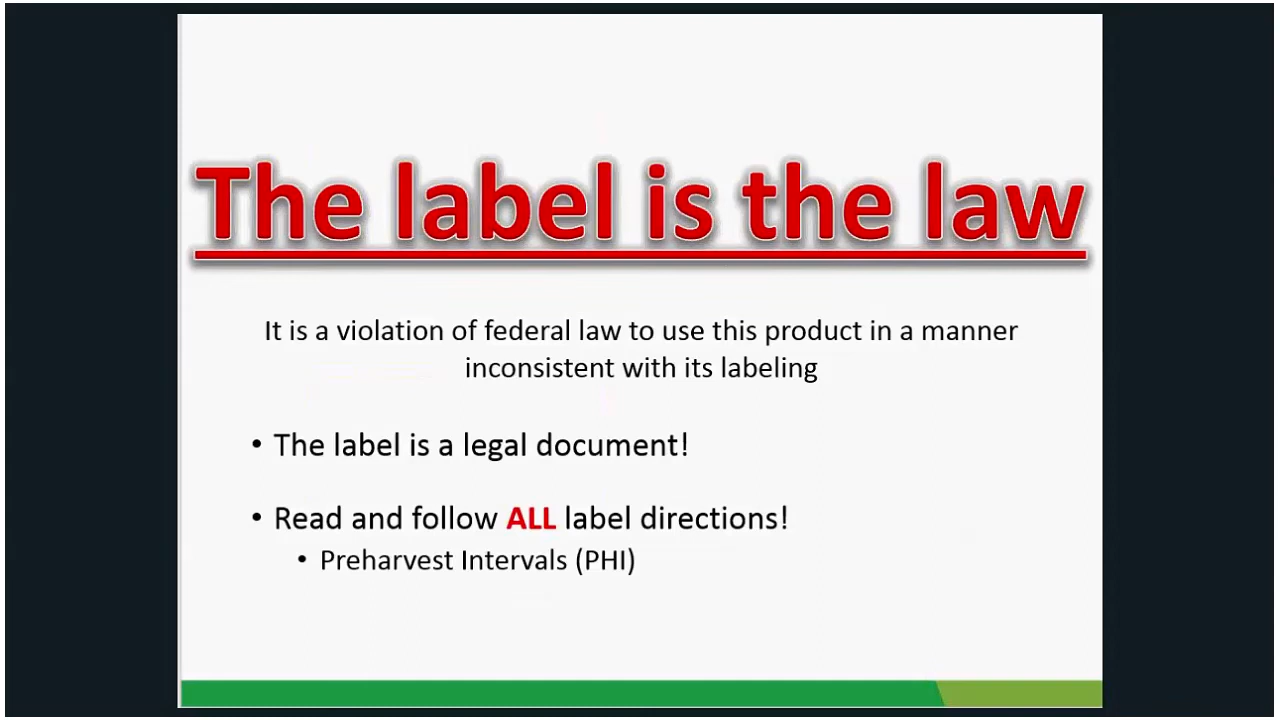 The label is the law
It is a violation of federal law to use this product in a manner
inconsistent with its labeling
• The label is a legal document!
• Read and follow ALL label directions!
• Preharvest Intervals (PHI)